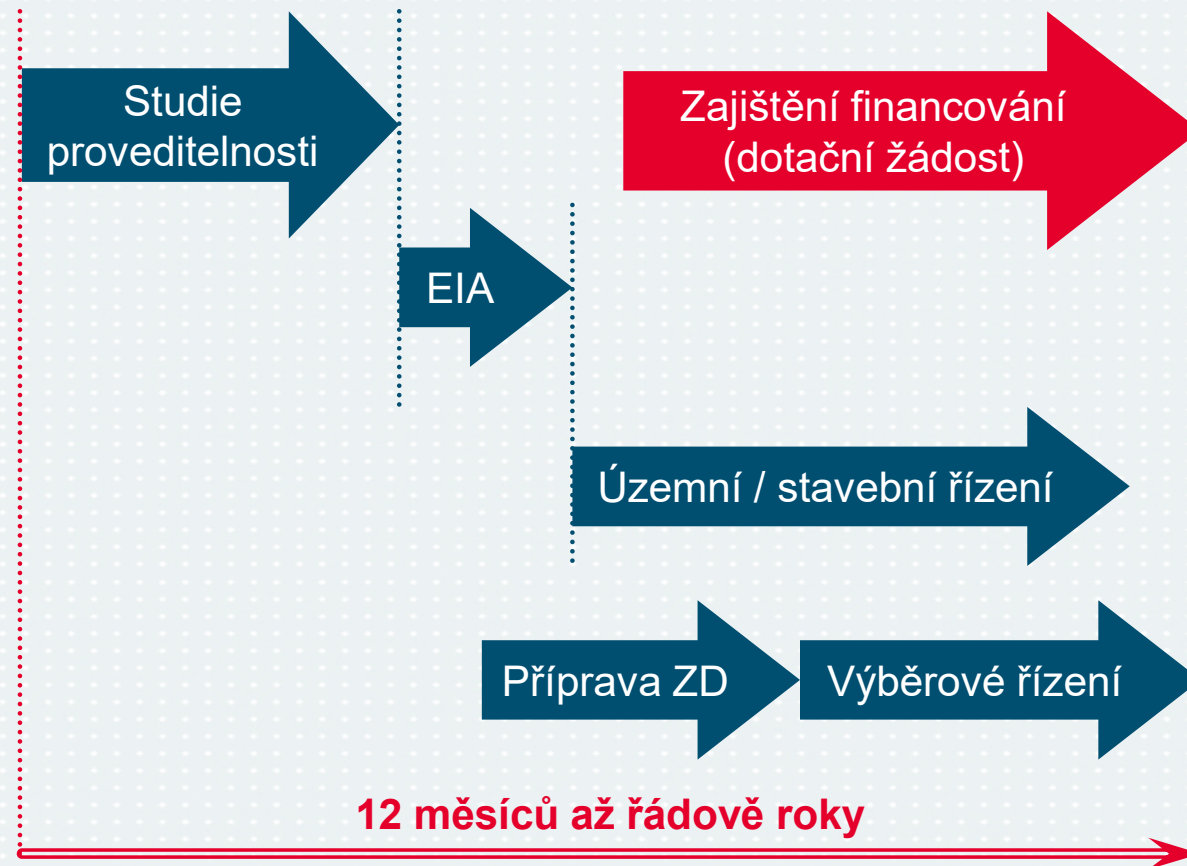 Studie
proveditelnosti
Zajištění financování
(dotační žádost)
EIA
Územní / stavební řízení
Příprava ZD
Výběrové řízení
12 měsíců až řádově roky